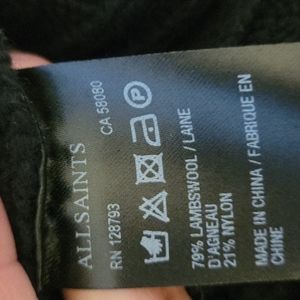 ALLSAINTS
RN 128793 CA 58080
P
79% LAMBSWOOL / LAINE
D'AGNEAU
21% NYLON
MADE IN CHINA / FABRIQUE EN
CHINE